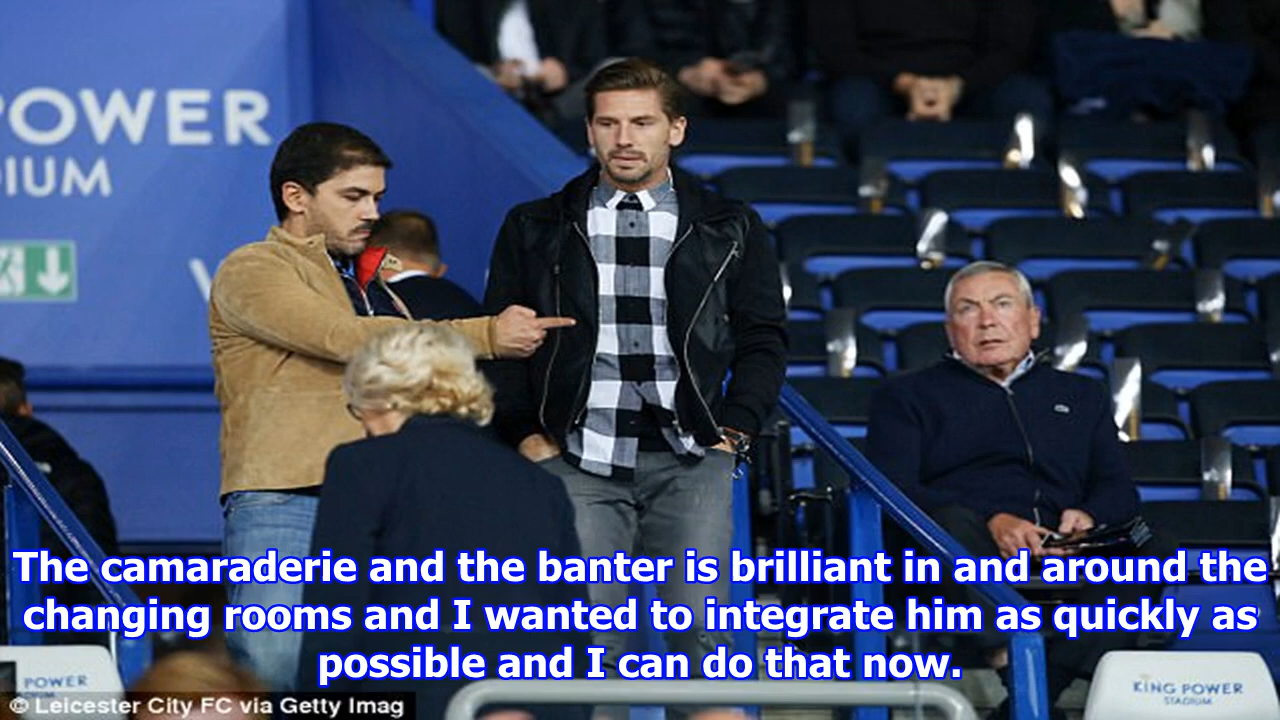 POWER
IUM
The camaraderie and the banter is brilliant in and around the
changing rooms and I wanted to integrate him as quickly as
possible and I can do that now.
POWER
KING POWER
STADIUM
© Leicester City FC via Getty Imag